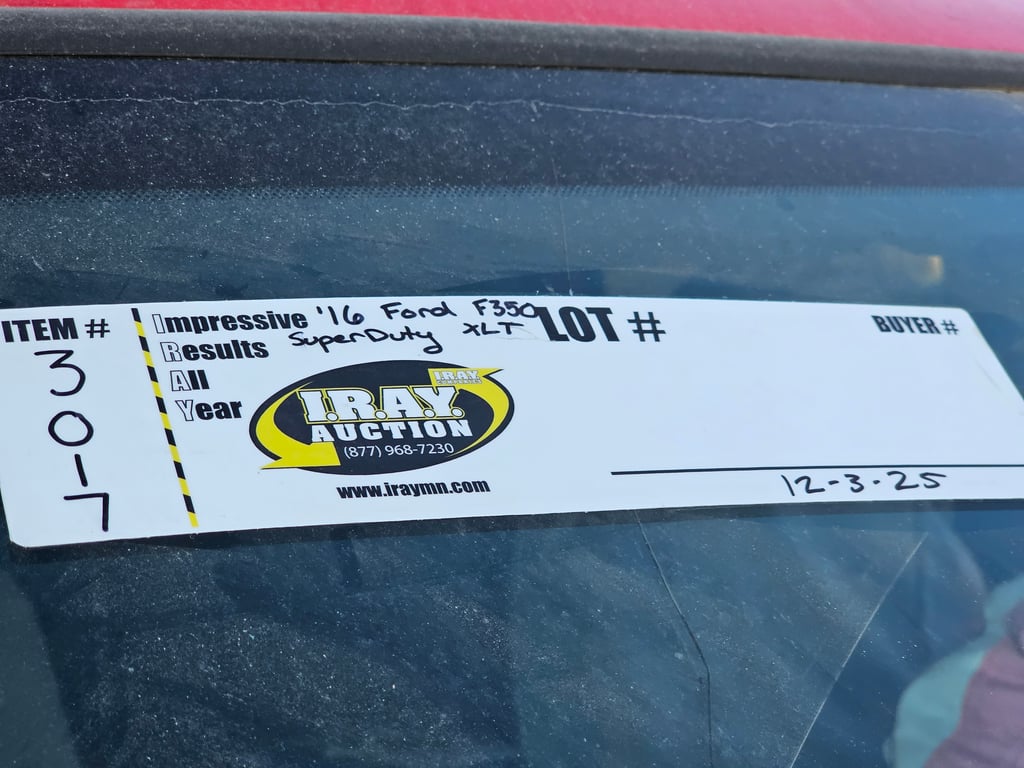 ITEM #
3
0
1
7
Impressive
Results
All
Year
'16 Ford F350
SuperDuty XLT
I.R.A.Y.
I.R.A.Y.
AUCTION
(877) 968-7230
www.iraymn.com
LOT #
BUYER #
12-3-25